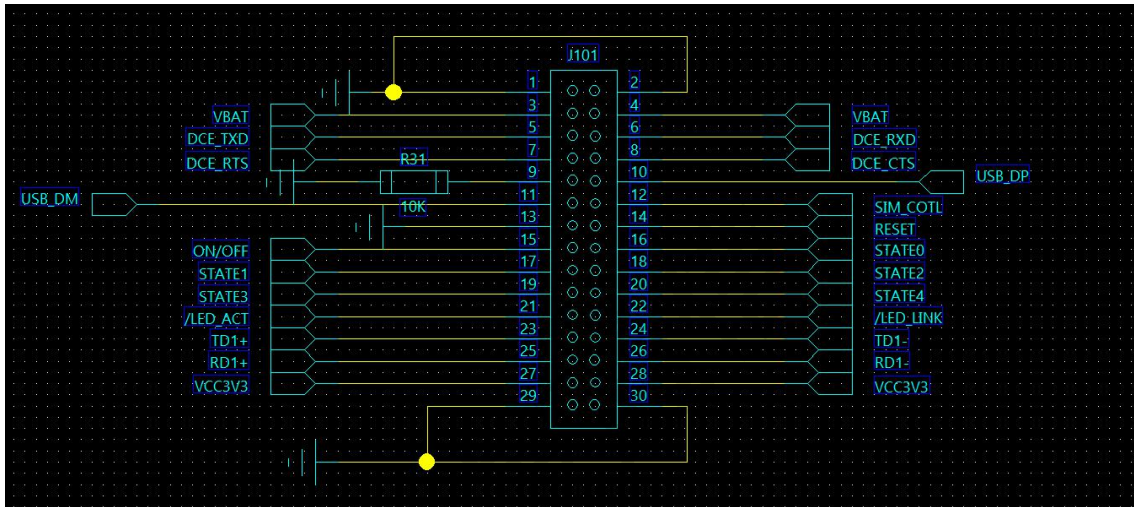 J101
1 2
3 4
VBAT VBAT
5 6
DCE_TXD DCE_RXD
7 8
DCE_RTS R31 DCE_CTS
9 10
USB_DP
USB_DM 11 12
10K SIM_COTL
13 14
RESET
15 16
ON/OFF STATE0
17 18
STATE1 STATE2
19 20
STATE3 STATE4
21 22
/LED_ACT /LED_LINK
23 24
TD1+ TD1-
25 26
RD1+ RD1-
27 28
VCC3V3 VCC3V3
29 30